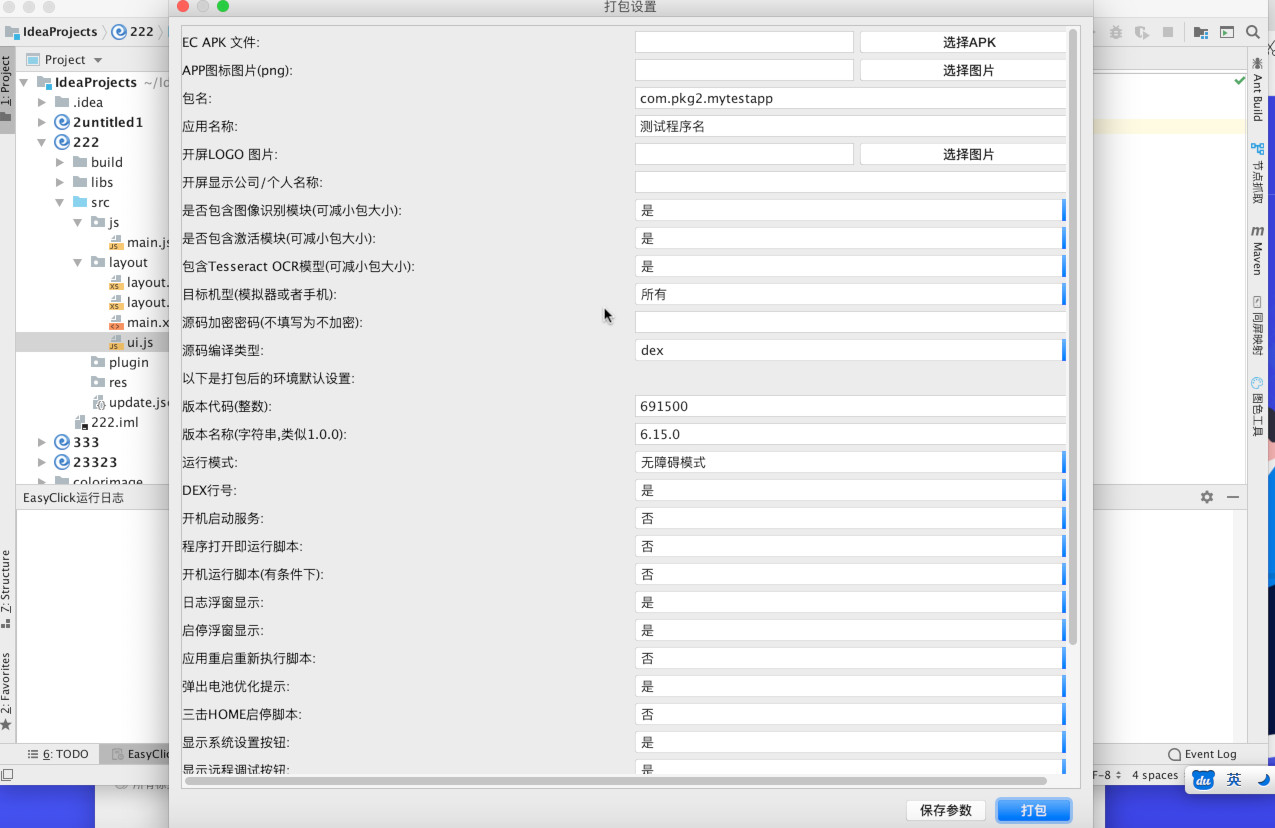 打包设置
IdeaProjects
222
1: Project
Project
IdeaProjects ~/Id
.idea
2untitled1
222
build
libs
src
js
main.js
layout
layout.
layout.
main.x
ui.js
plugin
res
update.js
222.iml
333
23323
colorimage
EasyClick运行日志
Z: Structure
2: Favorites
6: TODO
EasyClic
EC APK 文件:
选择APK
APP图标图片(png):
选择图片
包名:
com.pkg2.mytestapp
应用名称:
测试程序名
开屏LOGO 图片:
选择图片
开屏显示公司/个人名称:
是否包含图像识别模块(可减小包大小):
是
是否包含激活模块(可减小包大小):
是
包含Tesseract OCR模型(可减小包大小):
是
目标机型(模拟器或者手机):
所有
源码加密密码(不填写为不加密):
源码编译类型:
dex
以下是打包后的环境默认设置:
版本代码(整数):
691500
版本名称(字符串,类似1.0.0):
6.15.0
运行模式:
无障碍模式
DEX行号:
是
开机启动服务:
否
程序打开即运行脚本:
否
开机运行脚本(有条件下):
否
日志浮窗显示:
是
启停浮窗显示:
是
应用重启重新执行脚本:
否
弹出电池优化提示:
是
三击HOME启停脚本:
否
显示系统设置按钮:
是
显示远程调试按钮:
是
保存参数
打包
Ant Build
节点抓取
Maven
同屏映射
图色工具
Event Log
F-8
4 spaces
du
英